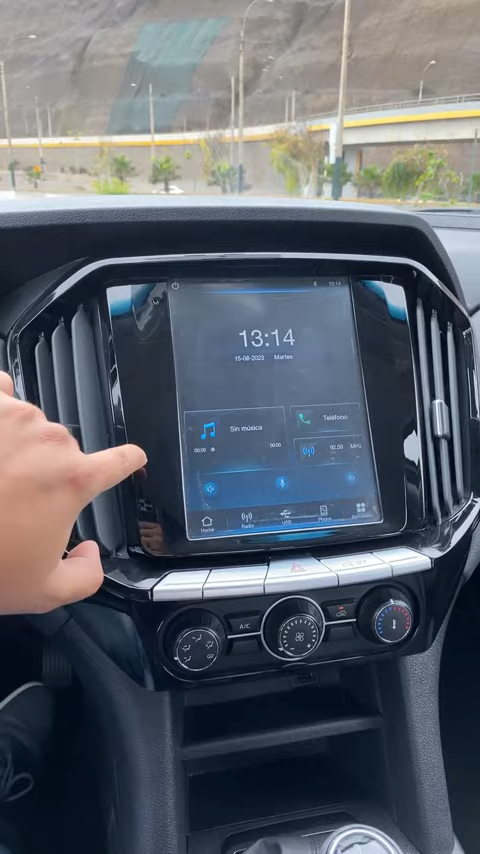 13:14
13:14
15-08-2023 Martes
Sin música
00:00
00:00
Teléfono
92.50 MHz
Home
Radio
USB
Phone
A/C